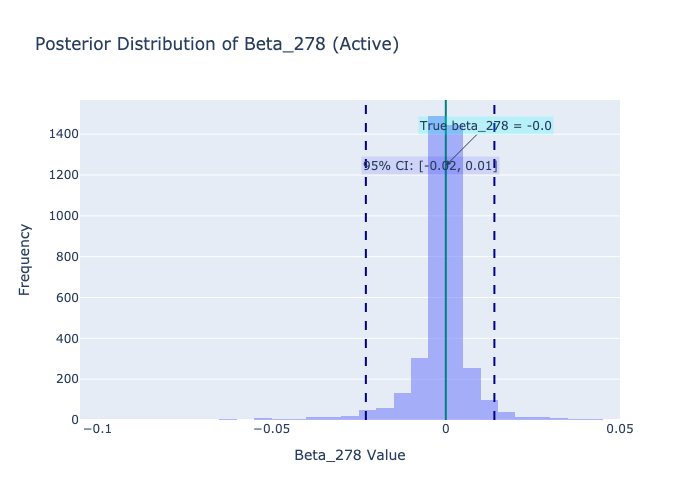 Posterior Distribution of Beta_278 (Active)
True beta_278 = -0.0
95% CI: [-0.02, 0.01]
1400
1200
1000
800
600
400
200
0
Frequency
−0.1
−0.05
0
0.05
Beta_278 Value